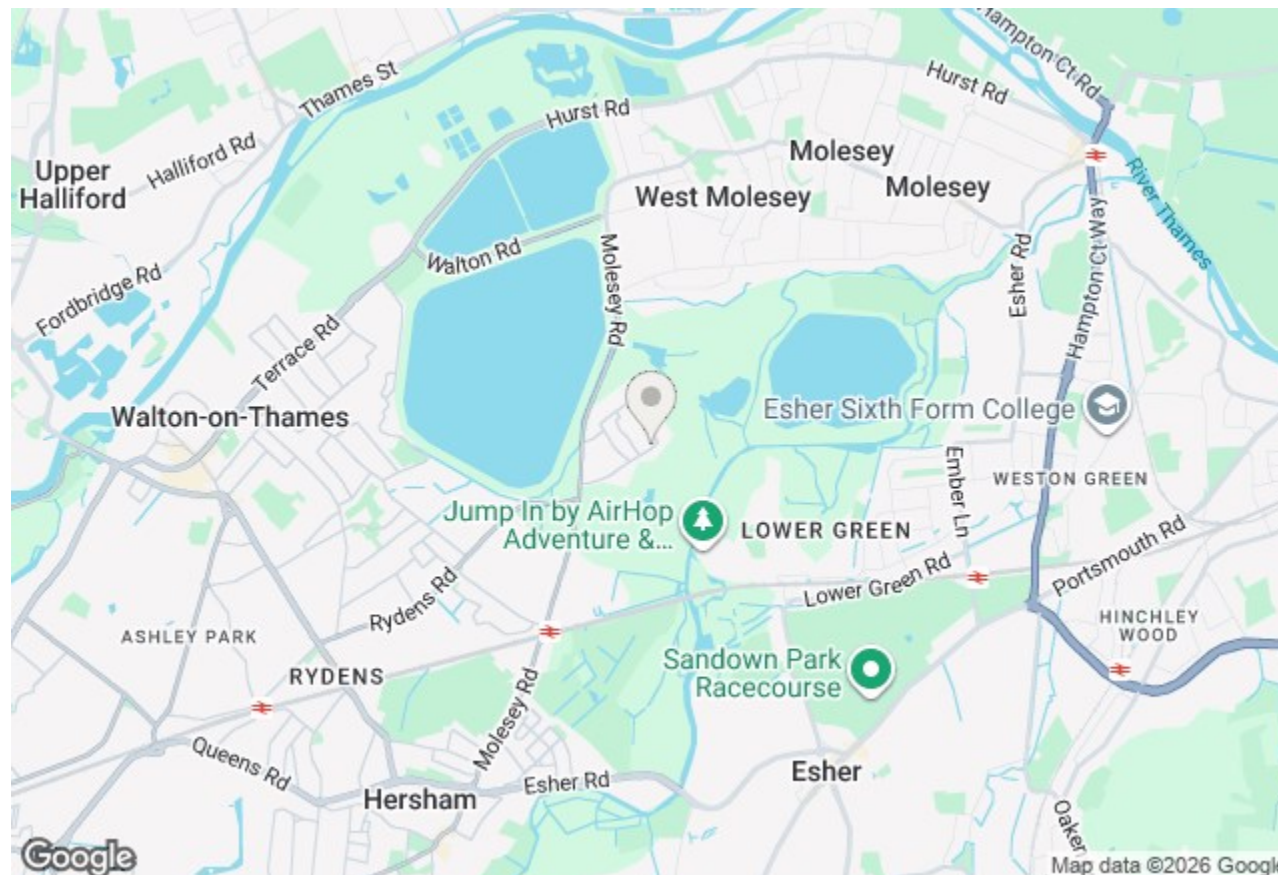 Hampton Ct Rd
Thames St
Hurst Rd
Hurst Rd
Halliford Rd
Upper
Halliford
Molesey
Molesey
West Molesey
River Thames
Walton Rd
Molesey Rd
Esher Rd
Hampton Ct Way
Fordbridge Rd
Terrace Rd
Walton-on-Thames
Esher Sixth Form College
Ember Ln
WESTON GREEN
Jump In by AirHop
Adventure &...
LOWER GREEN
Portsmouth Rd
Rydens Rd
Lower Green Rd
ASHLEY PARK
HINCHLEY
WOOD
RYDENS
Sandown Park
Racecourse
Molesey Rd
Queens Rd
Esher Rd
Esher
Hersham
Oaker
Google
Map data ©2026 Google